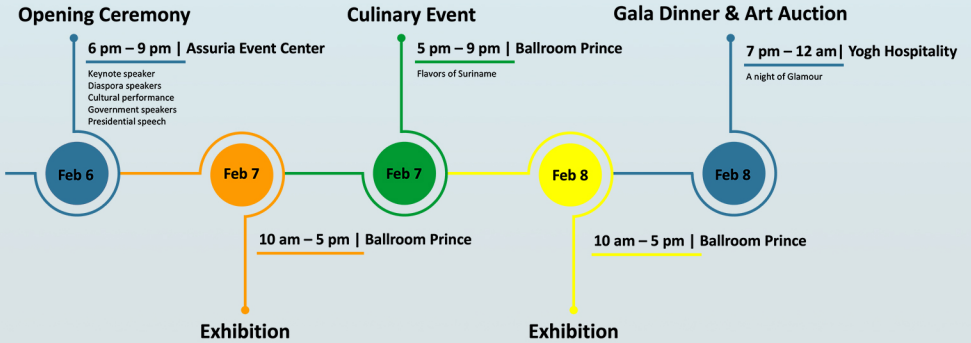 Opening Ceremony
6 pm – 9 pm | Assuria Event Center
Keynote speaker
Diaspora speakers
Cultural performance
Government speakers
Presidential speech
Feb 6
Feb 7
10 am – 5 pm | Ballroom Prince
Exhibition
Culinary Event
5 pm – 9 pm | Ballroom Prince
Flavors of Suriname
Feb 7
Feb 8
10 am – 5 pm | Ballroom Prince
Exhibition
Gala Dinner & Art Auction
7 pm – 12 am| Yogh Hospitality
A night of Glamour
Feb 8